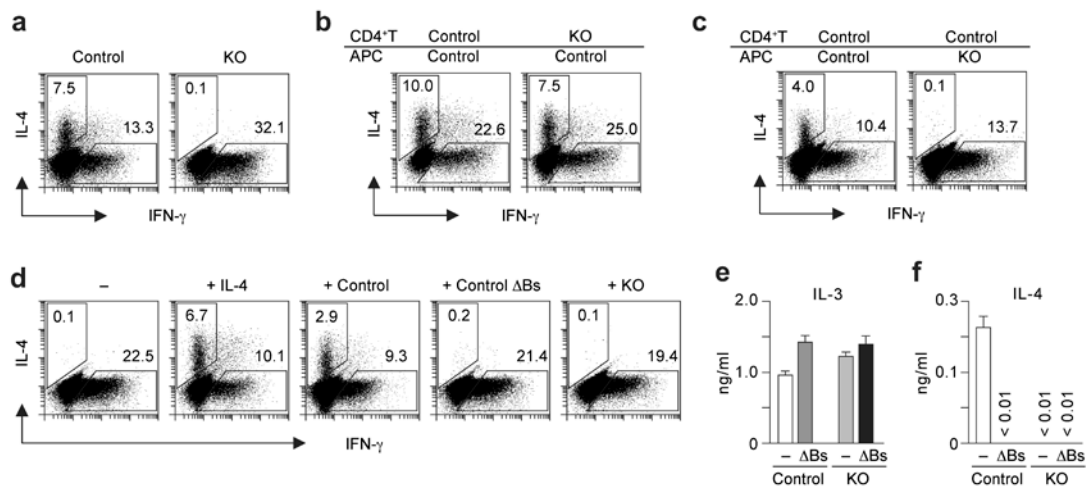 a
Control KO
IL-4
7.5 13.3
0.1 32.1
IFN-γ
b
CD4⁺T Control KO
APC Control Control
IL-4
10.0 22.6
7.5 25.0
IFN-γ
c
CD4⁺T Control Control
APC Control KO
IL-4
4.0 10.4
0.1 13.7
IFN-γ
d
– + IL-4 + Control + Control ΔBs + KO
IL-4
0.1 22.5
6.7 10.1
2.9 9.3
0.2 21.4
0.1 19.4
IFN-γ
e
IL-3
ng/ml
2.0
1.0
0
– ΔBs – ΔBs
Control KO
f
IL-4
ng/ml
0.3
0.1
0
< 0.01 < 0.01 < 0.01
– ΔBs – ΔBs
Control KO